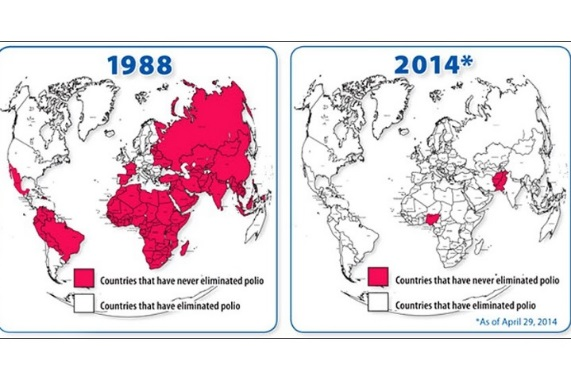 1988
Countries that have never eliminated polio
Countries that have eliminated polio
2014*
Countries that have never eliminated polio
Countries that have eliminated polio
*As of April 29, 2014